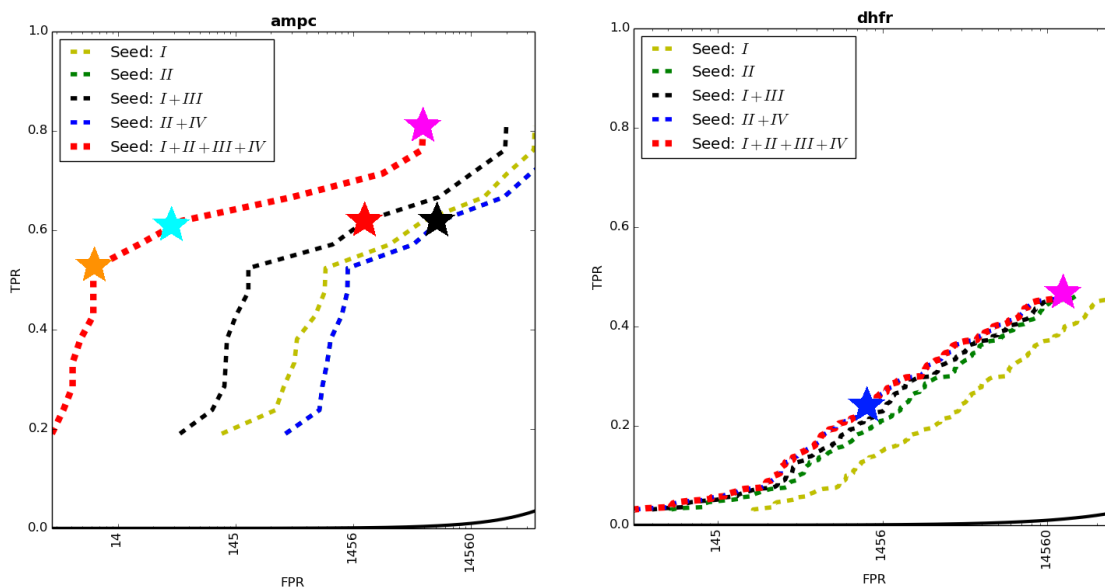 ampc
1.0
0.8
0.6
0.4
0.2
0.0
TPR
Seed: I
Seed: II
Seed: I+III
Seed: II+IV
Seed: I+II+III+IV
14
145
1456
14560
FPR
dhfr
1.0
0.8
0.6
0.4
0.2
0.0
TPR
Seed: I
Seed: II
Seed: I+III
Seed: II+IV
Seed: I+II+III+IV
145
1456
14560
FPR